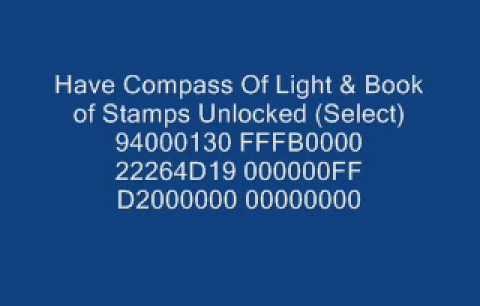 Have Compass Of Light & Book
of Stamps Unlocked (Select)
94000130 FFFB0000
22264D19 000000FF
D2000000 00000000